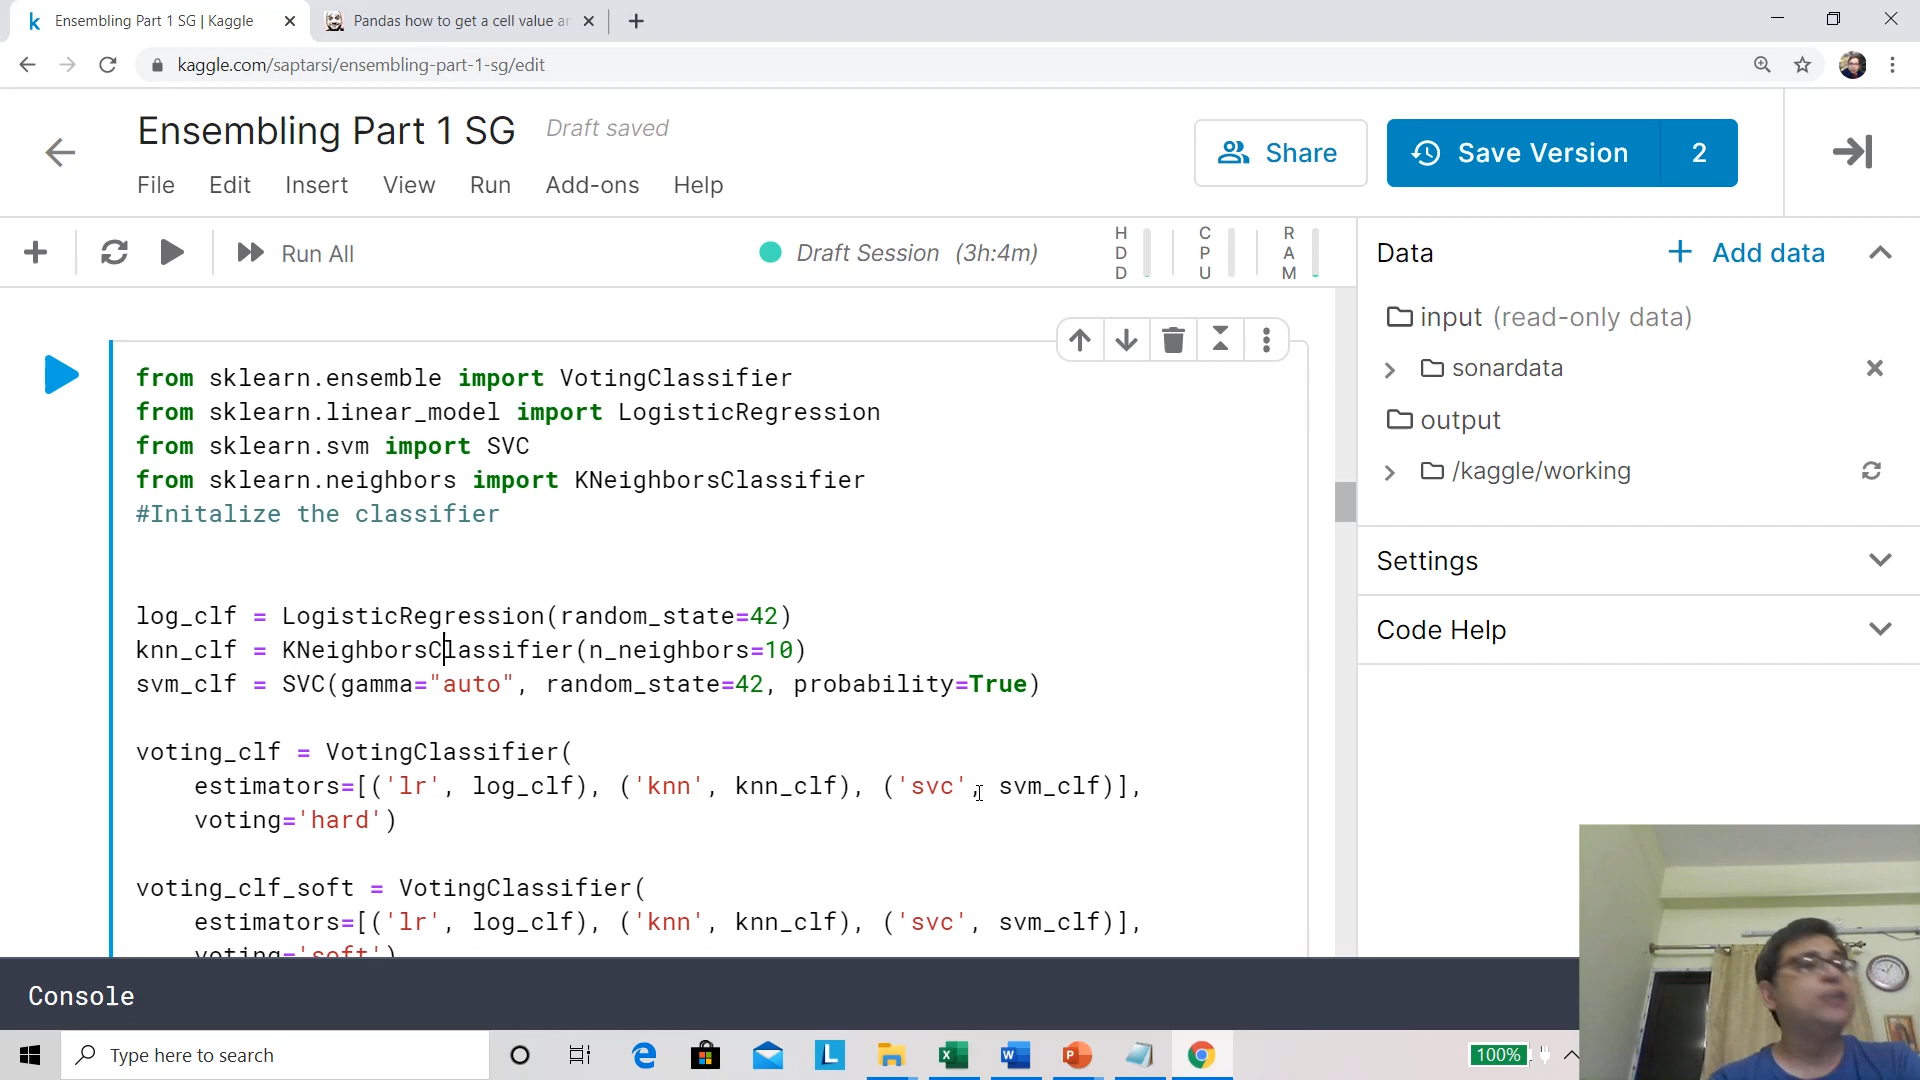 Ensembling Part 1 SG | Kaggle
Pandas how to get a cell value an
kaggle.com/saptarsi/ensembling-part-1-sg/edit
Ensembling Part 1 SG
Draft saved
Share
Save Version 2
File Edit Insert View Run Add-ons Help
Run All
Draft Session (3h:4m)
HDD
CPU
RAM
Data
Add data
input (read-only data)
sonardata
output
/kaggle/working
Settings
Code Help
from sklearn.ensemble import VotingClassifier
from sklearn.linear_model import LogisticRegression
from sklearn.svm import SVC
from sklearn.neighbors import KNeighborsClassifier
#Initalize the classifier
log_clf = LogisticRegression(random_state=42)
knn_clf = KNeighborsClassifier(n_neighbors=10)
svm_clf = SVC(gamma="auto", random_state=42, probability=True)
voting_clf = VotingClassifier(
estimators=[('lr', log_clf), ('knn', knn_clf), ('svc', svm_clf)],
voting='hard')
voting_clf_soft = VotingClassifier(
estimators=[('lr', log_clf), ('knn', knn_clf), ('svc', svm_clf)],
voting='soft')
Console
Type here to search
100%